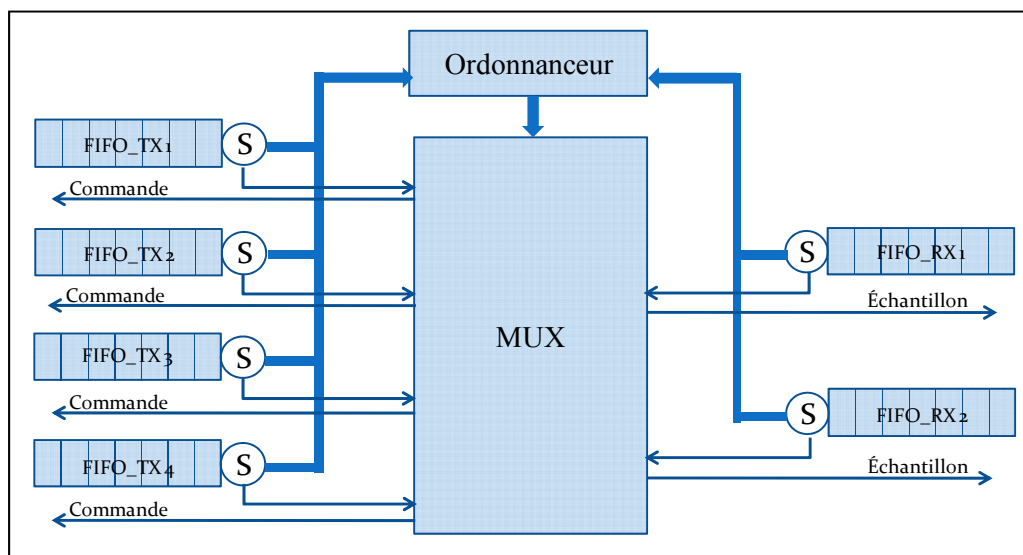 Ordonnanceur
FIFO_TX1
S
Commande
FIFO_TX2
S
Commande
FIFO_TX3
S
Commande
FIFO_TX4
S
Commande
MUX
S
FIFO_RX1
Échantillon
S
FIFO_RX2
Échantillon